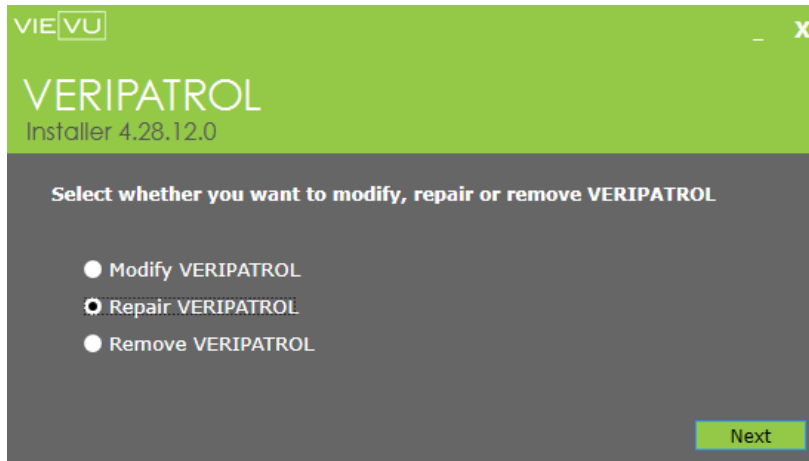 VIEVU
_ X
VERIPATROL
Installer 4.28.12.0
Select whether you want to modify, repair or remove VERIPATROL
Modify VERIPATROL
Repair VERIPATROL
Remove VERIPATROL
Next